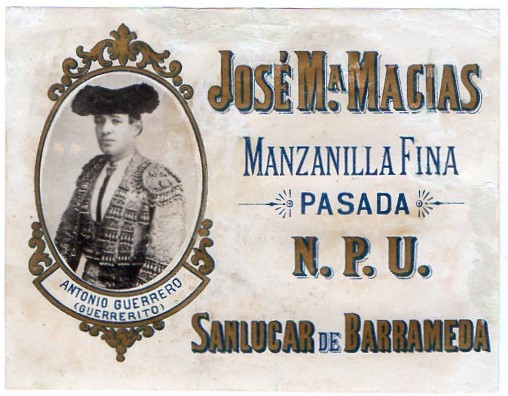 JOSÉ Mª. MACIAS
MANZANILLA FINA
PASADA
N. P. U.
SANLUCAR DE BARRAMEDA
ANTONIO GUERRERO
(GUERRERITO)